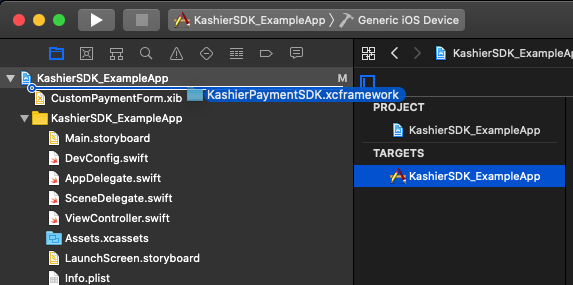 KashierSDK_ExampleApp
Generic iOS Device
KashierSDK_ExampleApp
KashierSDK_ExampleApp
M
CustomPaymentForm.xib
KashierPaymentSDK.xcframework
KashierSDK_ExampleApp
Main.storyboard
DevConfig.swift
AppDelegate.swift
SceneDelegate.swift
ViewController.swift
Assets.xcassets
LaunchScreen.storyboard
Info.plist
PROJECT
KashierSDK_ExampleApp
TARGETS
KashierSDK_ExampleApp